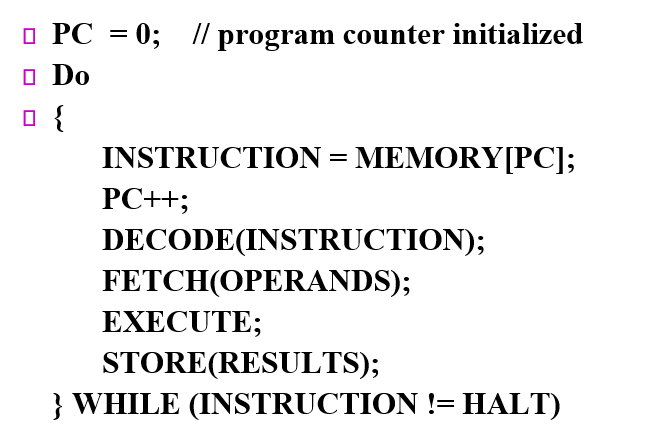 PC = 0; // program counter initialized
Do
{
INSTRUCTION = MEMORY[PC];
PC++;
DECODE(INSTRUCTION);
FETCH(OPERANDS);
EXECUTE;
STORE(RESULTS);
} WHILE (INSTRUCTION != HALT)